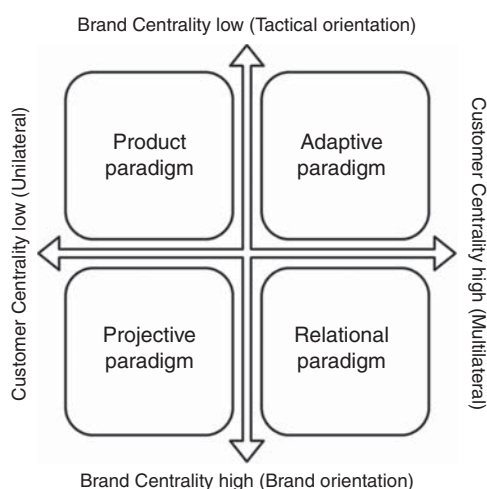 Brand Centrality low (Tactical orientation)
Customer Centrality low (Unilateral)
Product
paradigm
Adaptive
paradigm
Customer Centrality high (Multilateral)
Projective
paradigm
Relational
paradigm
Brand Centrality high (Brand orientation)